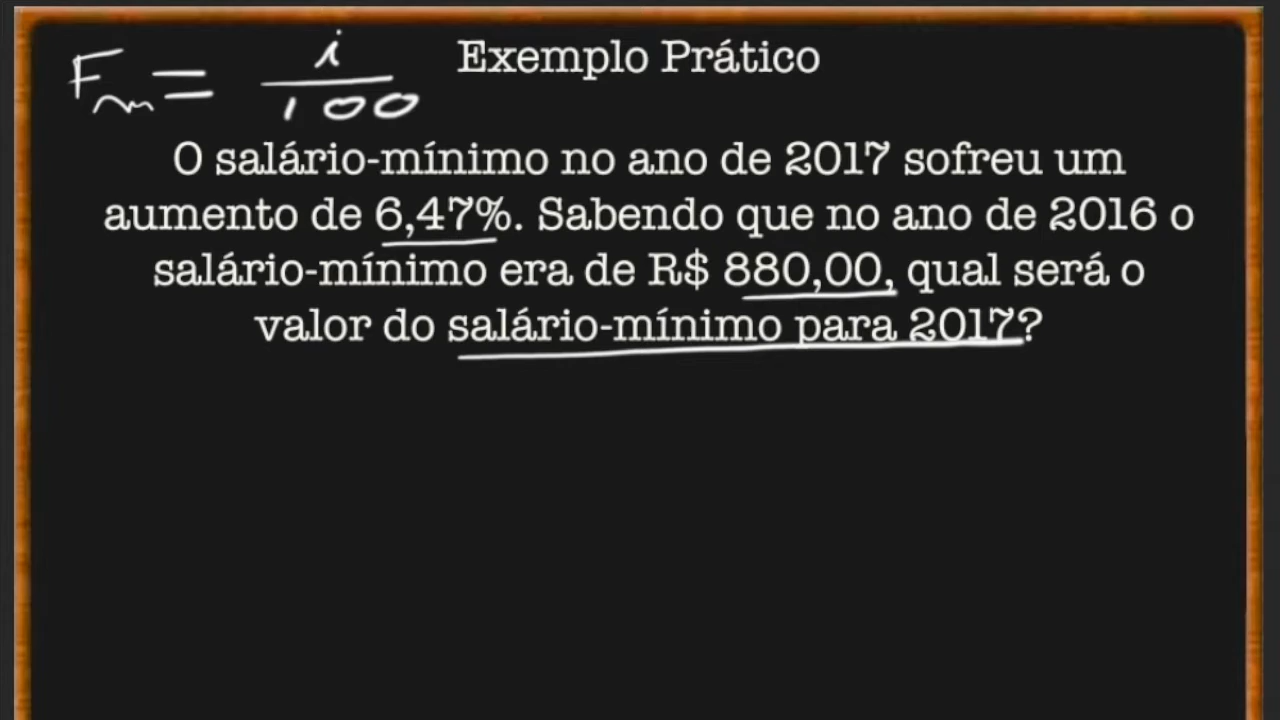 Exemplo Prático
Fm = i/100
O salário-mínimo no ano de 2017 sofreu um
aumento de 6,47%. Sabendo que no ano de 2016 o
salário-mínimo era de R$ 880,00, qual será o
valor do salário-mínimo para 2017?